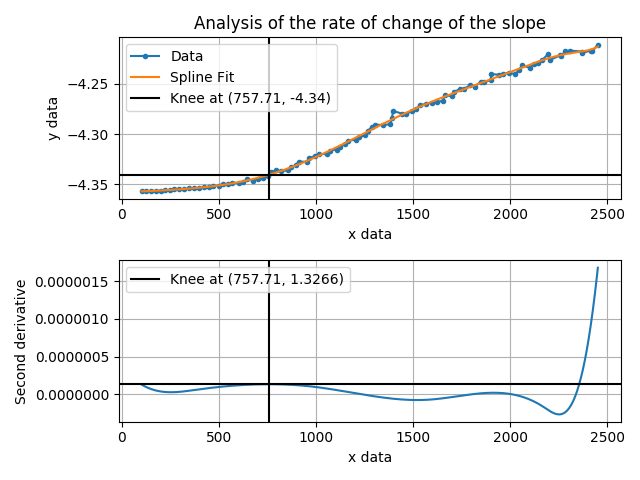 Analysis of the rate of change of the slope
Data
Spline Fit
Knee at (757.71, -4.34)
−4.25
−4.30
−4.35
y data
0
500
1000
1500
2000
2500
x data
Knee at (757.71, 1.3266)
0.0000015
0.0000010
0.0000005
0.0000000
Second derivative
0
500
1000
1500
2000
2500
x data